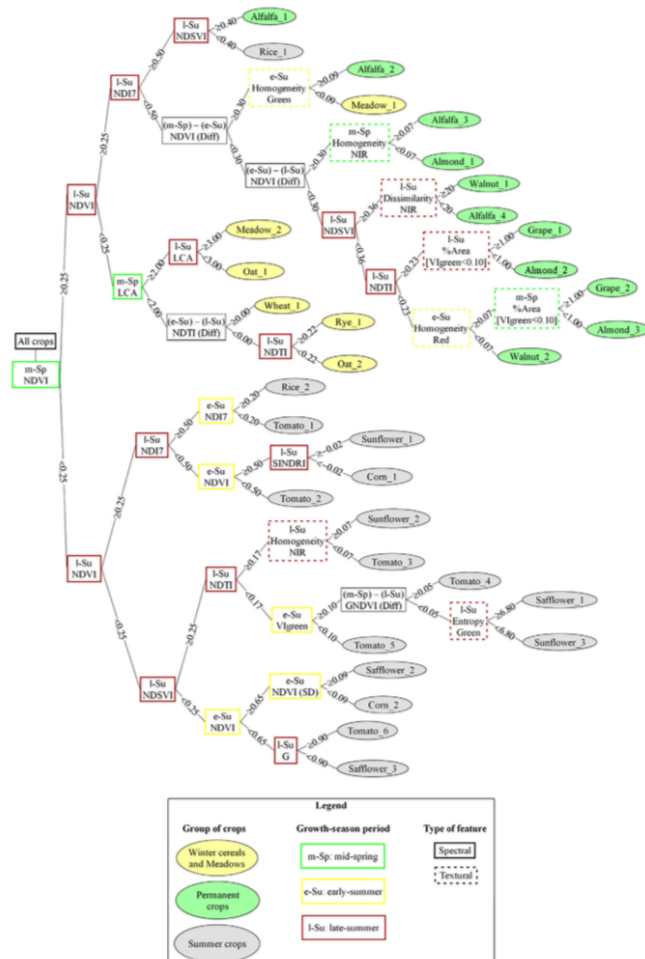 l-Su
NDSVI
≥0.40
<0.40
Alfalfa_1
Rice_1
l-Su
NDI7
≥0.50
<0.50
e-Su
Homogeneity
Green
≥0.09
<0.09
Alfalfa_2
Meadow_1
(m-Sp) – (e-Su)
NDVI (Diff)
≥0.30
<0.30
m-Sp
Homogeneity
NIR
≥0.07
<0.07
Alfalfa_3
Almond_1
(e-Su) – (l-Su)
NDVI (Diff)
≥0.30
<0.30
l-Su
Dissimilarity
NIR
≥20
<20
Walnut_1
Alfalfa_4
l-Su
NDVI
≥0.25
<0.25
l-Su
NDSVI
≥0.36
<0.36
l-Su
%Area
[VIgreen<0.10]
≥1.00
<1.00
Grape_1
Almond_2
l-Su
NDTI
≥0.23
<0.23
m-Sp
%Area
[VIgreen<0.10]
≥1.00
<1.00
Grape_2
Almond_3
e-Su
Homogeneity
Red
≥0.07
<0.07
Walnut_2
m-Sp
LCA
≥2.00
<2.00
l-Su
LCA
≥3.00
<3.00
Meadow_2
Oat_1
(e-Su) – (l-Su)
NDTI (Diff)
≥0.00
<0.00
Wheat_1
l-Su
NDTI
≥0.22
<0.22
Rye_1
Oat_2
All crops
m-Sp
NDVI
≥0.25
<0.25
l-Su
NDVI
≥0.25
<0.25
l-Su
NDI7
≥0.50
<0.50
e-Su
NDI7
≥0.20
<0.20
Rice_2
Tomato_1
e-Su
NDVI
≥0.50
<0.50
l-Su
SINDRI
≥-0.02
<-0.02
Sunflower_1
Corn_1
Tomato_2
l-Su
NDSVI
≥0.25
<0.25
l-Su
NDTI
≥0.17
<0.17
l-Su
Homogeneity
NIR
≥0.07
<0.07
Sunflower_2
Tomato_3
e-Su
VIgreen
≥0.10
<0.10
(m-Sp) – (l-Su)
GNDVI (Diff)
≥0.05
<0.05
Tomato_4
l-Su
Entropy
Green
≥6.80
<6.80
Safflower_1
Sunflower_3
Tomato_5
e-Su
NDVI
≥0.65
<0.65
e-Su
NDVI (SD)
≥0.09
<0.09
Safflower_2
Corn_2
l-Su
G
≥0.90
<0.90
Tomato_6
Safflower_3
Legend
Group of crops
Growth-season period
Type of feature
Winter cereals
and Meadows
Permanent
crops
Summer crops
m-Sp: mid-spring
e-Su: early-summer
l-Su: late-summer
Spectral
Textural